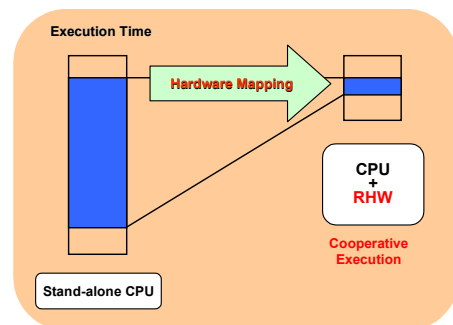 Execution Time
Hardware Mapping
CPU
+
RHW
Cooperative
Execution
Stand-alone CPU